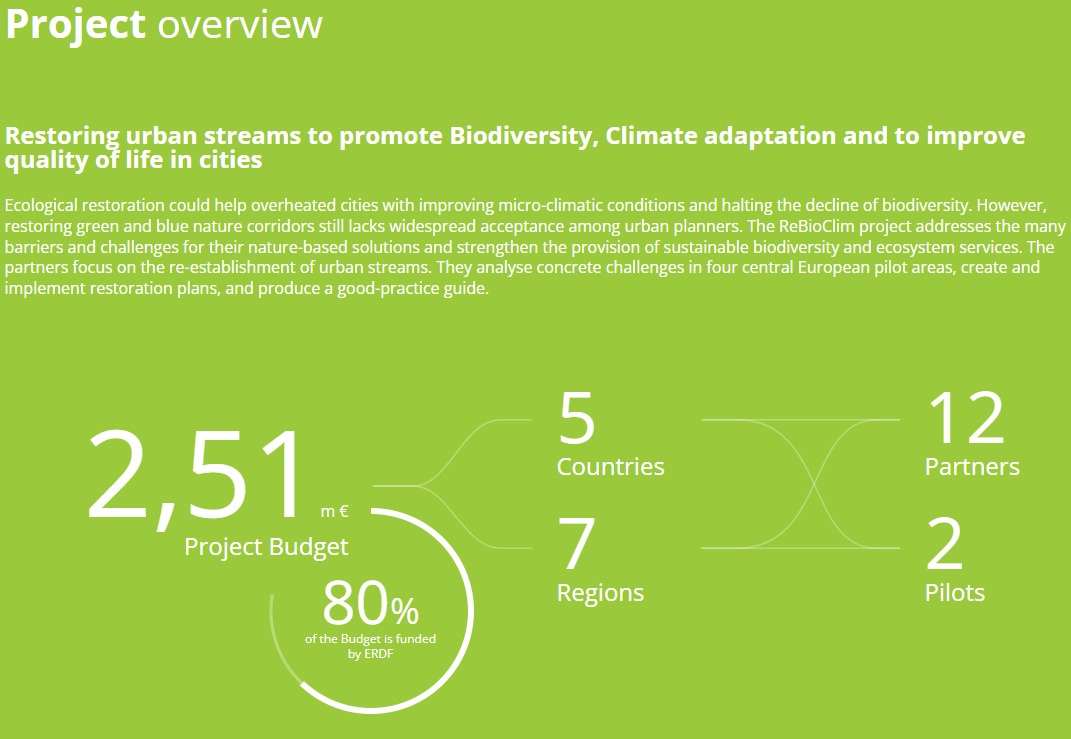 Project overview
Restoring urban streams to promote Biodiversity, Climate adaptation and to improve
quality of life in cities
Ecological restoration could help overheated cities with improving micro-climatic conditions and halting the decline of biodiversity. However,
restoring green and blue nature corridors still lacks widespread acceptance among urban planners. The ReBioClim project addresses the many
barriers and challenges for their nature-based solutions and strengthen the provision of sustainable biodiversity and ecosystem services. The
partners focus on the re-establishment of urban streams. They analyse concrete challenges in four central European pilot areas, create and
implement restoration plans, and produce a good-practice guide.
2,51 m €
Project Budget
80%
of the Budget is funded
by ERDF
5
Countries
7
Regions
12
Partners
2
Pilots